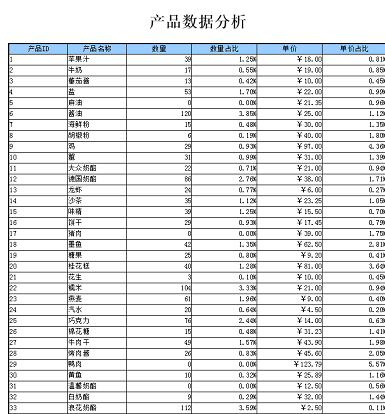 产品数据分析
产品ID 产品名称 数量 数量占比 单价 单价占比
1 苹果汁 39 1.25% ￥18.00 0.81%
2 牛奶 17 0.55% ￥19.00 0.85%
3 蕃茄酱 13 0.42% ￥10.00 0.45%
4 盐 53 1.70% ￥22.00 0.99%
5 麻油 0 0.00% ￥21.35 0.96%
6 酱油 120 3.85% ￥25.00 1.12%
7 海鲜粉 15 0.48% ￥30.00 1.35%
8 胡椒粉 6 0.19% ￥40.00 1.80%
9 鸡 29 0.93% ￥97.00 4.36%
10 蟹 31 0.99% ￥31.00 1.39%
11 大众奶酪 22 0.71% ￥21.00 0.94%
12 德国奶酪 86 2.76% ￥38.00 1.71%
13 龙虾 24 0.77% ￥6.00 0.27%
14 沙茶 35 1.12% ￥23.25 1.05%
15 味精 39 1.25% ￥15.50 0.70%
16 饼干 29 0.93% ￥17.45 0.79%
17 猪肉 0 0.00% ￥39.00 1.75%
18 墨鱼 42 1.35% ￥62.50 2.81%
19 糖果 25 0.80% ￥9.20 0.41%
20 桂花糕 40 1.28% ￥81.00 3.64%
21 花生 3 0.10% ￥10.00 0.45%
22 糯米 104 3.33% ￥21.00 0.94%
23 燕麦 61 1.96% ￥9.00 0.40%
24 汽水 20 0.64% ￥4.50 0.20%
25 巧克力 76 2.44% ￥14.00 0.63%
26 棉花糖 15 0.48% ￥31.23 1.41%
27 牛肉干 49 1.57% ￥43.90 1.98%
28 烤肉酱 26 0.83% ￥45.60 2.05%
29 鸭肉 0 0.00% ￥123.79 5.57%
30 黄鱼 10 0.32% ￥25.89 1.16%
31 温馨奶酪 0 0.00% ￥12.50 0.56%
32 白奶酪 9 0.29% ￥32.00 1.44%
33 浪花奶酪 112 3.59% ￥2.50 0.11%